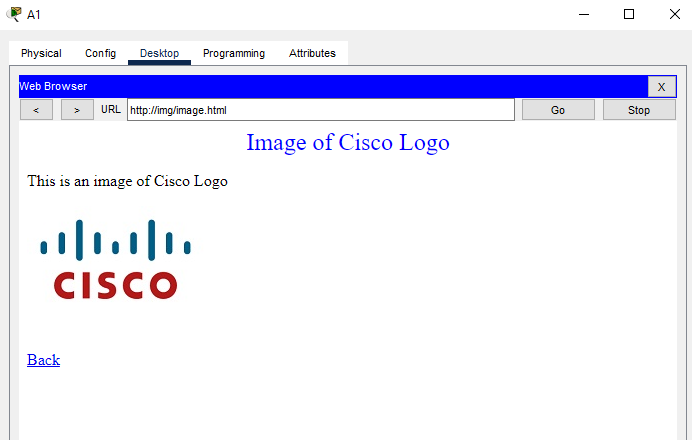 A1
Physical Config Desktop Programming Attributes
Web Browser X
< > URL http://img/image.html Go Stop
Image of Cisco Logo
This is an image of Cisco Logo
CISCO
Back